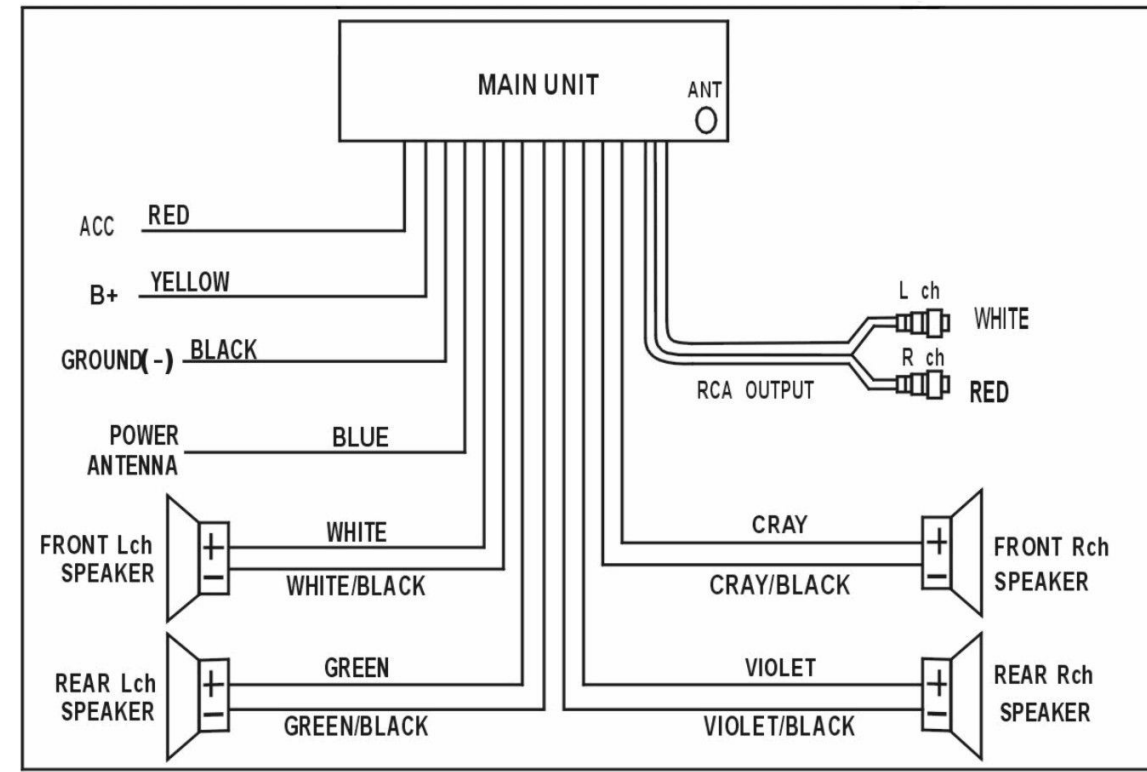 MAIN UNIT
ANT
ACC RED
B+ YELLOW
GROUND(-) BLACK
POWER
ANTENNA
BLUE
L ch
WHITE
R ch
RED
RCA OUTPUT
FRONT Lch
SPEAKER
+
-
WHITE
WHITE/BLACK
CRAY
CRAY/BLACK
+
-
FRONT Rch
SPEAKER
REAR Lch
SPEAKER
+
-
GREEN
GREEN/BLACK
VIOLET
VIOLET/BLACK
+
-
REAR Rch
SPEAKER